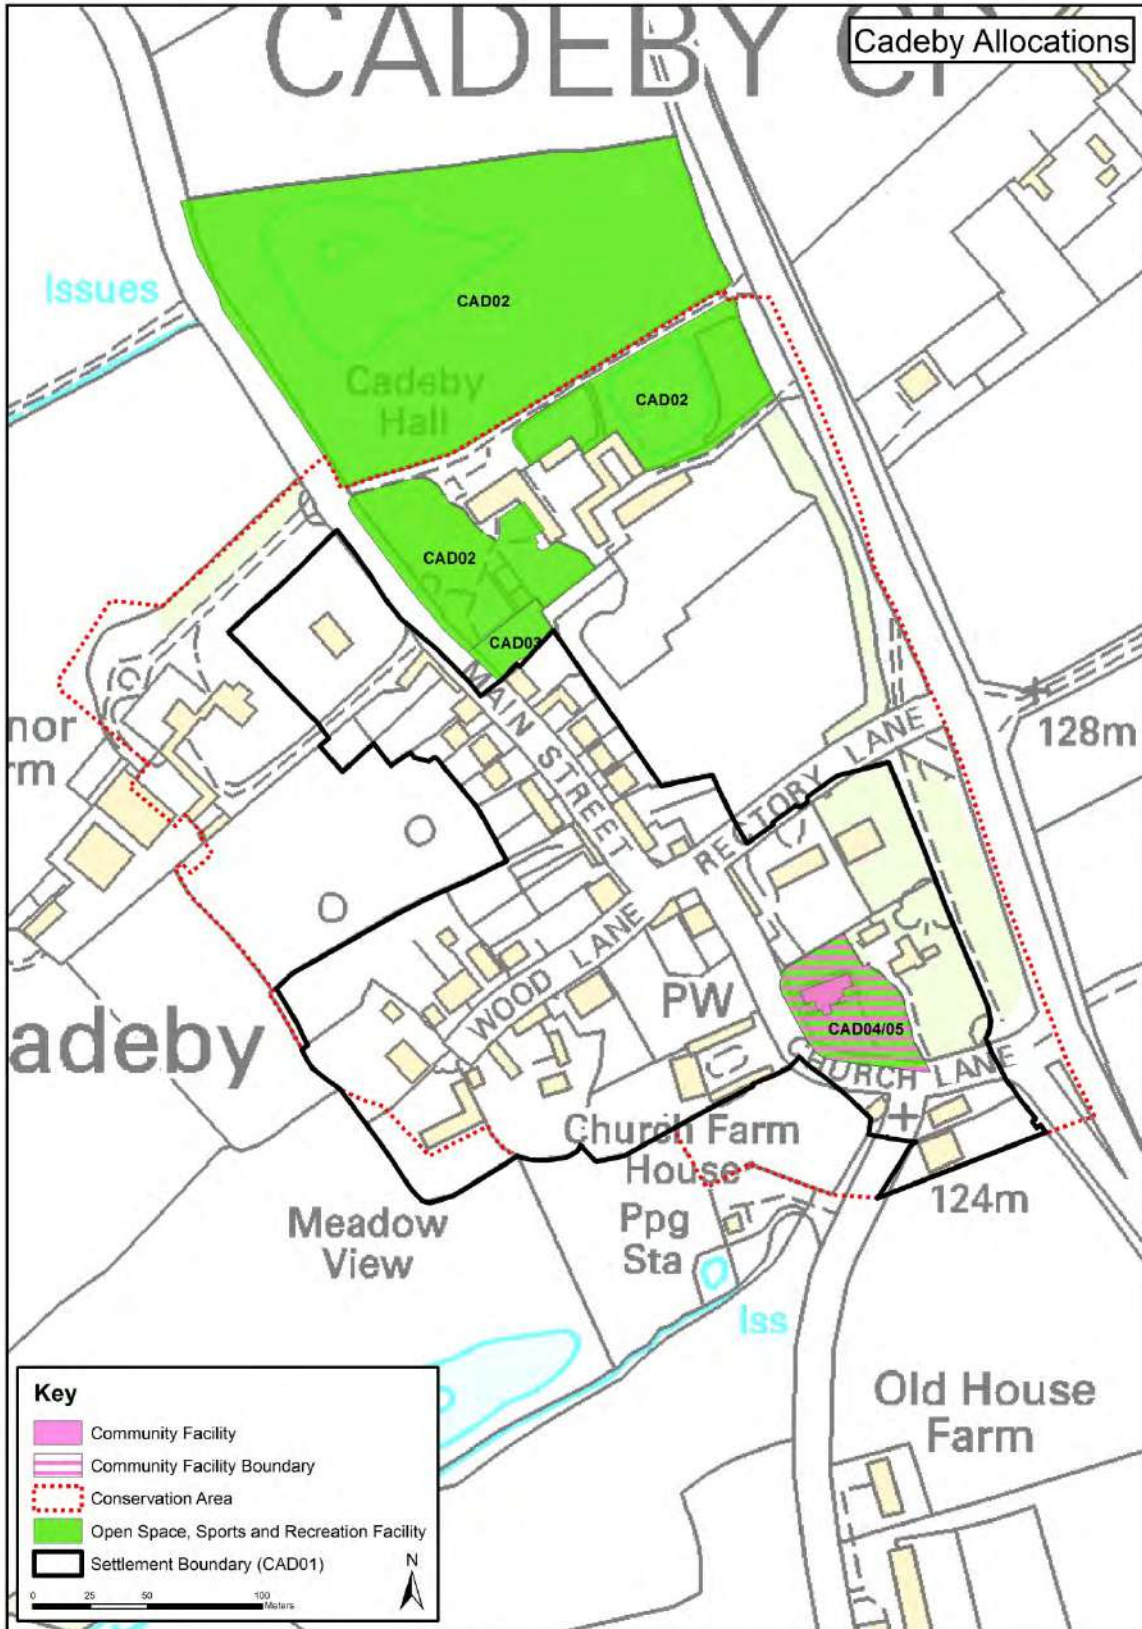 CADEBY CP
Cadeby Allocations
Issues
CAD02
Cadeby
Hall
CAD02
CAD02
CAD03
MAIN STREET
nor
rm
128m
RECTORY LANE
WOOD LANE
PW
adeby
CAD04/05
CHURCH LANE
Church Farm
House
124m
Meadow
View
Ppg
Sta
Iss
Old House
Farm
Key
Community Facility
Community Facility Boundary
Conservation Area
Open Space, Sports and Recreation Facility
Settlement Boundary (CAD01)
N
0 25 50 100
Meters